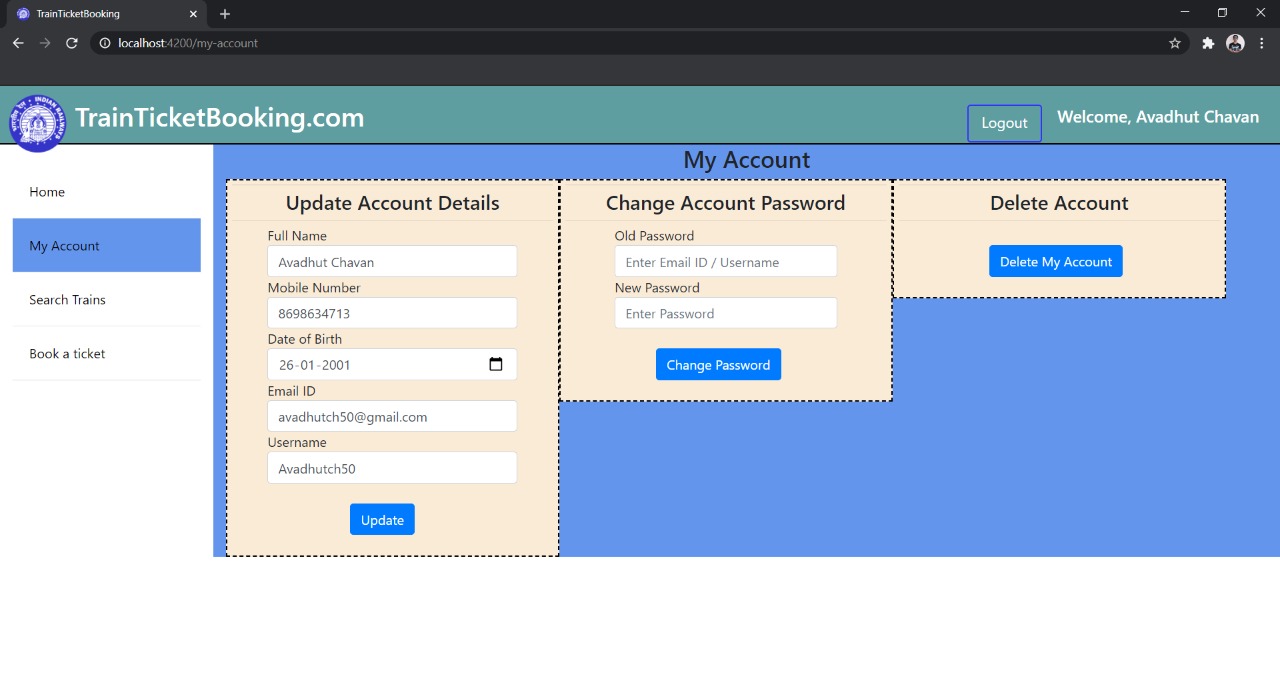 TrainTicketBooking
localhost:4200/my-account
TrainTicketBooking.com
Logout
Welcome, Avadhut Chavan
Home
My Account
Search Trains
Book a ticket
My Account
Update Account Details
Full Name
Avadhut Chavan
Mobile Number
8698634713
Date of Birth
26-01-2001
Email ID
avadhutch50@gmail.com
Username
Avadhutch50
Update
Change Account Password
Old Password
Enter Email ID / Username
New Password
Enter Password
Change Password
Delete Account
Delete My Account